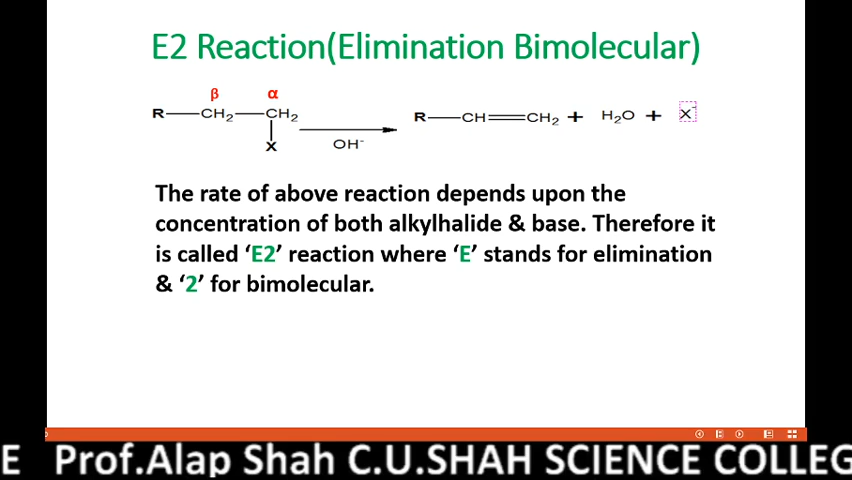 E2 Reaction(Elimination Bimolecular)
β α
R—CH₂—CH₂ R—CH=CH₂ + H₂O + X⁻
X OH⁻
The rate of above reaction depends upon the
concentration of both alkylhalide & base. Therefore it
is called ‘E2’ reaction where ‘E’ stands for elimination
& ‘2’ for bimolecular.
E Prof.Alap Shah C.U.SHAH SCIENCE COLLEG